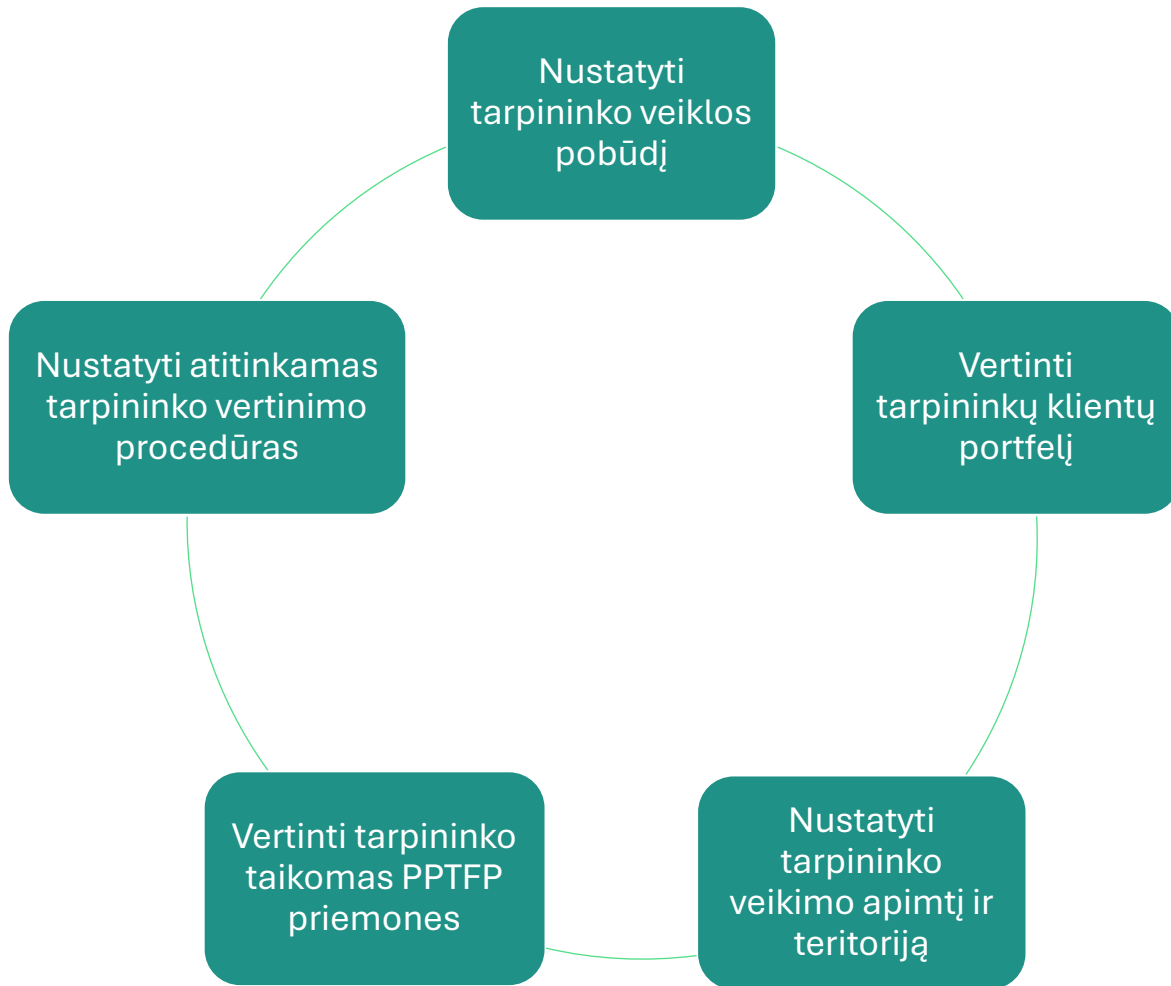 Nustatyti
tarpininko veiklos
pobūdį
Vertinti
tarpininkų klientų
portfelį
Nustatyti
tarpininko
veikimo apimtį ir
teritoriją
Vertinti tarpininko
taikomas PPTFP
priemones
Nustatyti atitinkamas
tarpininko vertinimo
procedūras